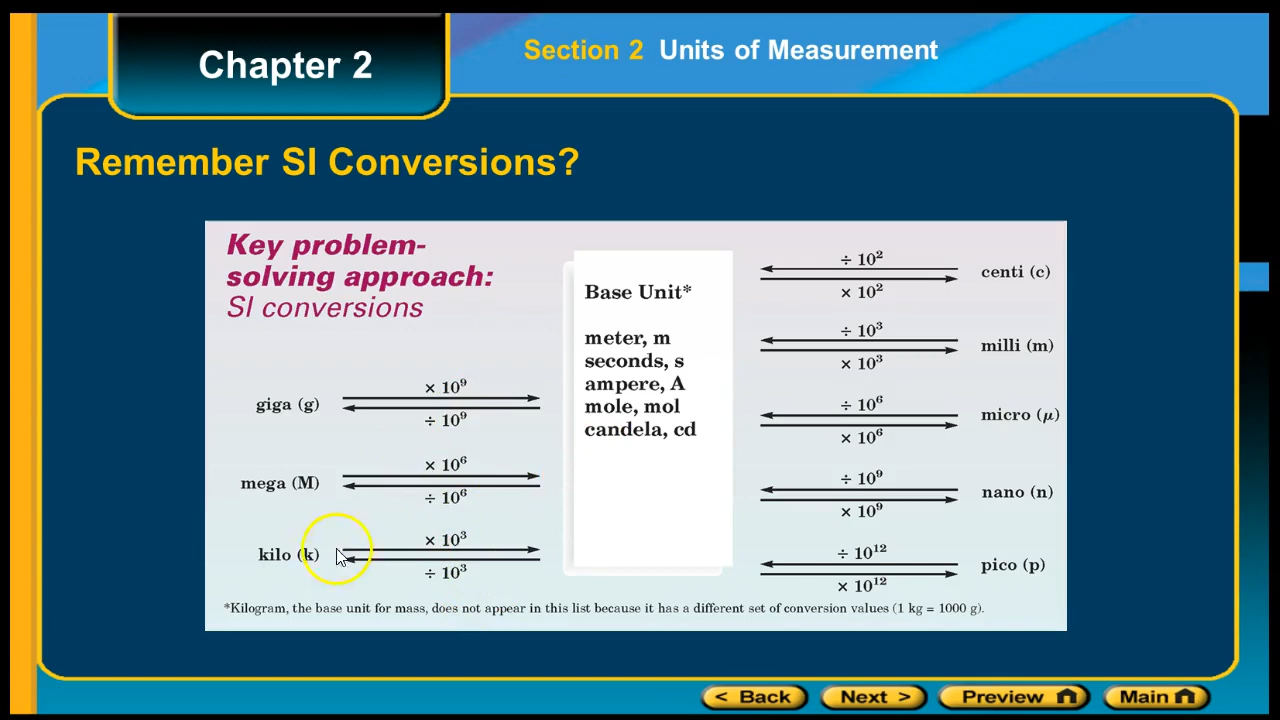 Chapter 2
Section 2 Units of Measurement
Remember SI Conversions?
Key problem-
solving approach:
SI conversions
giga (g)
× 10⁹
÷ 10⁹
mega (M)
× 10⁶
÷ 10⁶
kilo (k)
× 10³
÷ 10³
Base Unit*
meter, m
seconds, s
ampere, A
mole, mol
candela, cd
÷ 10²
× 10²
centi (c)
÷ 10³
× 10³
milli (m)
÷ 10⁶
× 10⁶
micro (μ)
÷ 10⁹
× 10⁹
nano (n)
÷ 10¹²
× 10¹²
pico (p)
*Kilogram, the base unit for mass, does not appear in this list because it has a different set of conversion values (1 kg = 1000 g).
< Back
Next >
Preview
Main